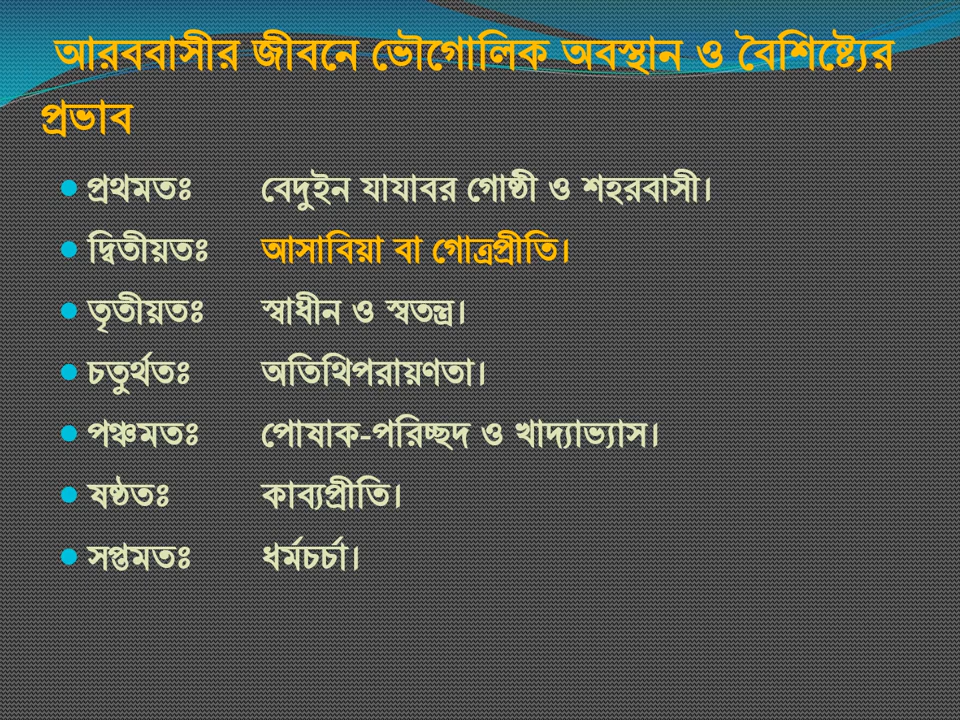 আরববাসীর জীবনে ভৌগোলিক অবস্থান ও বৈশিষ্ট্যের
প্রভাব
প্রথমতঃ বেদুইন যাযাবর গোষ্ঠী ও শহরবাসী।
দ্বিতীয়তঃ আসাবিয়া বা গোত্রপ্রীতি।
তৃতীয়তঃ স্বাধীন ও স্বতন্ত্র।
চতুর্থতঃ অতিথিপরায়ণতা।
পঞ্চমতঃ পোষাক-পরিচ্ছদ ও খাদ্যাভ্যাস।
ষষ্ঠতঃ কাব্যপ্রীতি।
সপ্তমতঃ ধর্মচর্চা।